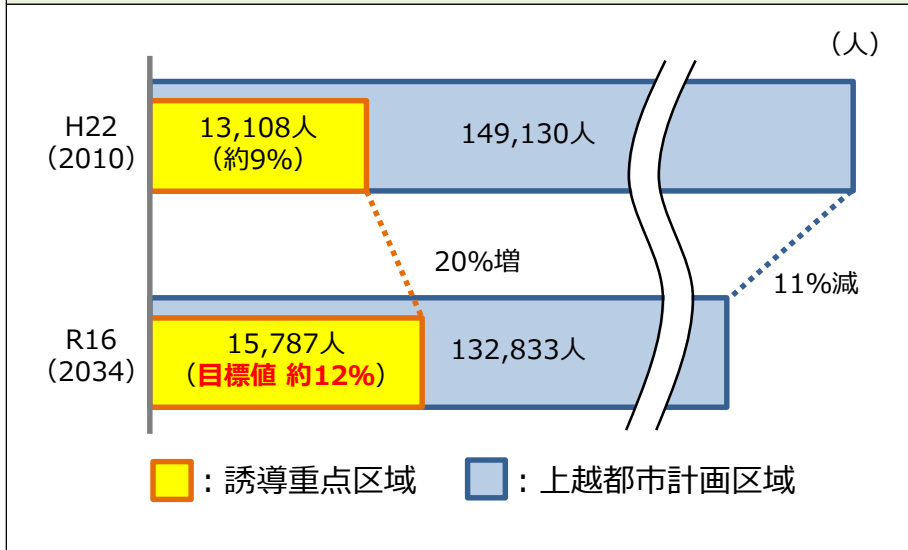 （人）
H22
（2010）
13,108人
（約9%）
149,130人
20%増
11%減
R16
（2034）
15,787人
（目標値 約12%）
132,833人
：誘導重点区域
：上越都市計画区域